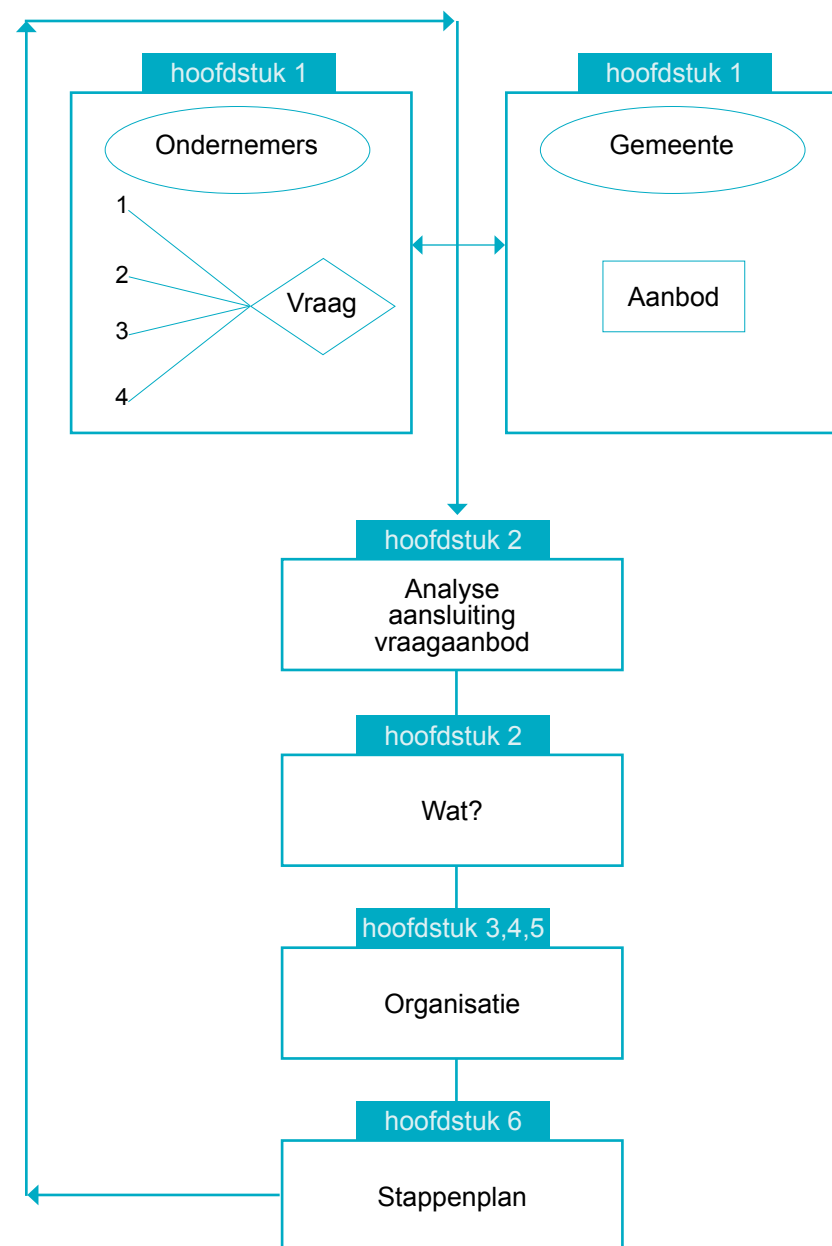 hoofdstuk 1
Ondernemers
1
2
3
4
Vraag
hoofdstuk 1
Gemeente
Aanbod
hoofdstuk 2
Analyse
aansluiting
vraagaanbod
hoofdstuk 2
Wat?
hoofdstuk 3,4,5
Organisatie
hoofdstuk 6
Stappenplan